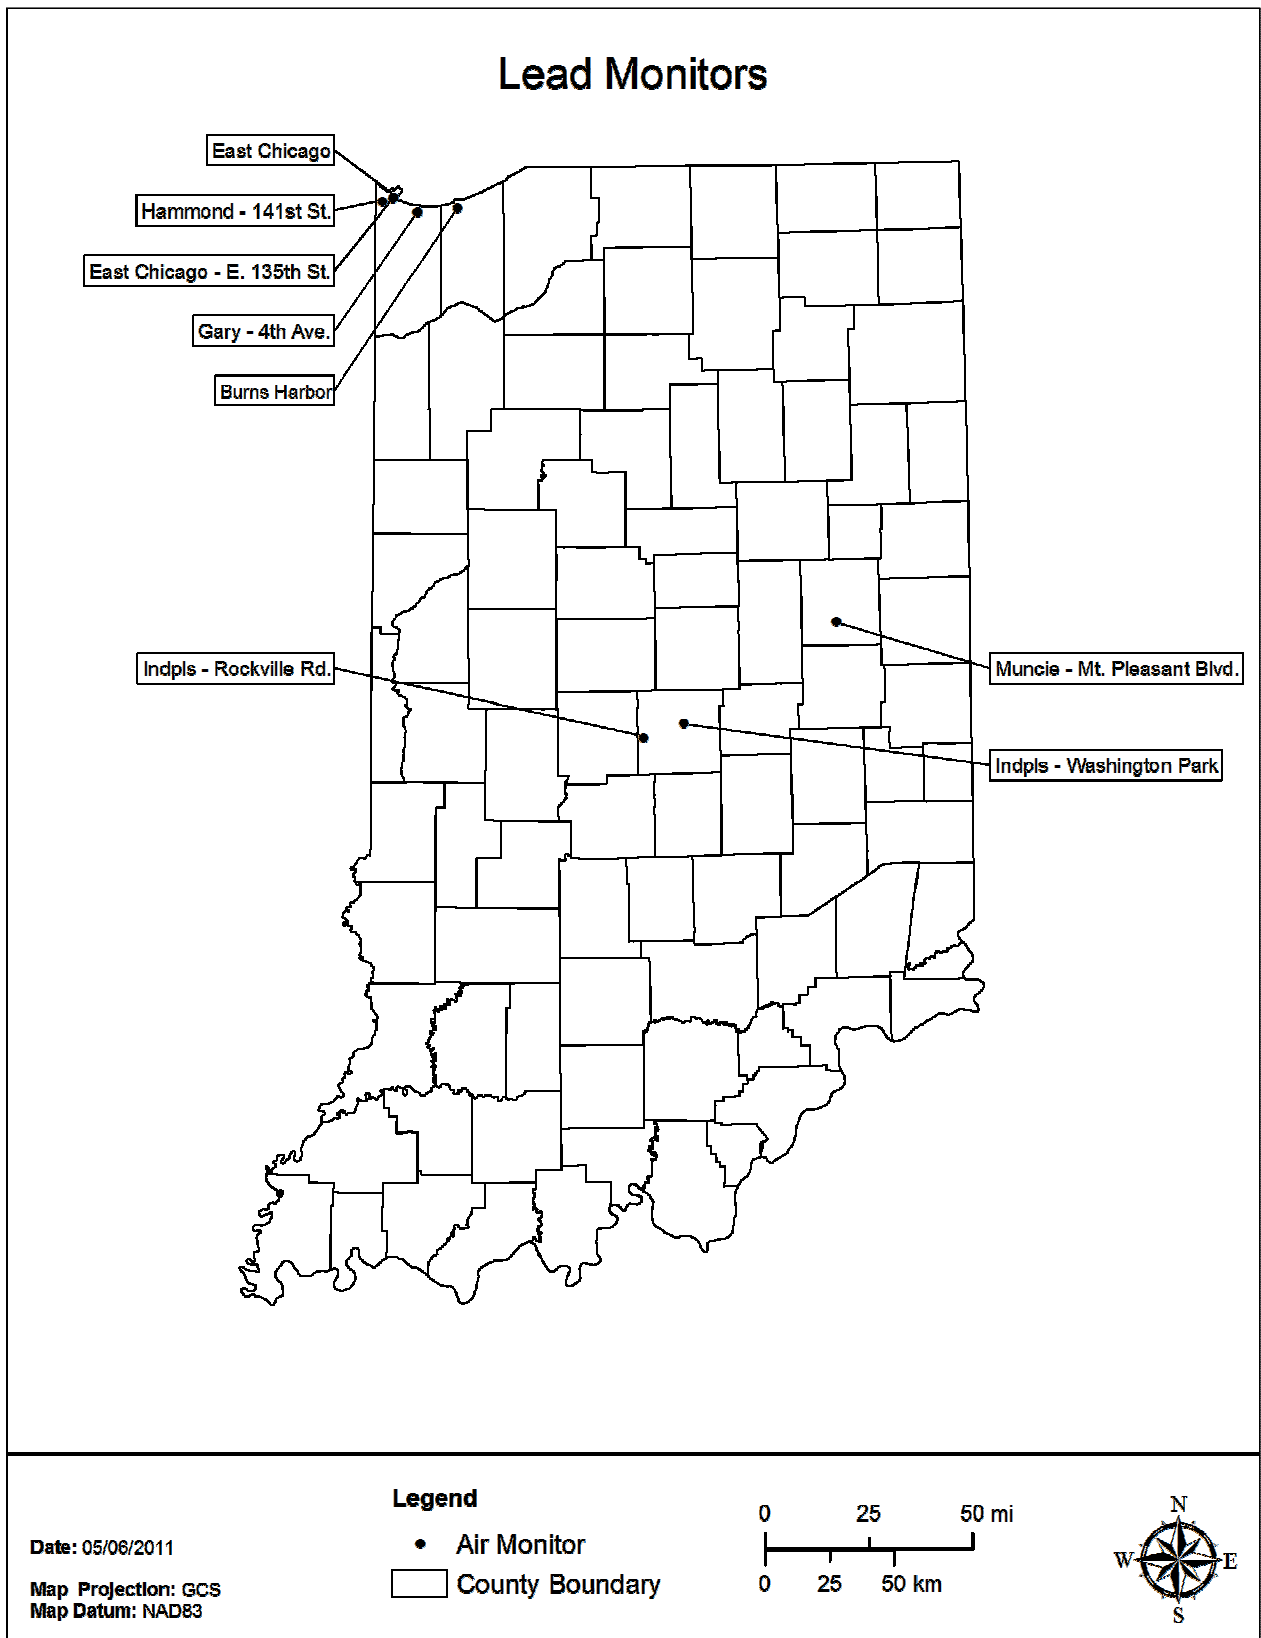 Lead Monitors
East Chicago
Hammond - 141st St.
East Chicago - E. 135th St.
Gary - 4th Ave.
Burns Harbor
Indpls - Rockville Rd.
Muncie - Mt. Pleasant Blvd.
Indpls - Washington Park
Legend
Air Monitor
County Boundary
Date: 05/06/2011
Map Projection: GCS
Map Datum: NAD83
0 25 50 mi
0 25 50 km
N
W E
S